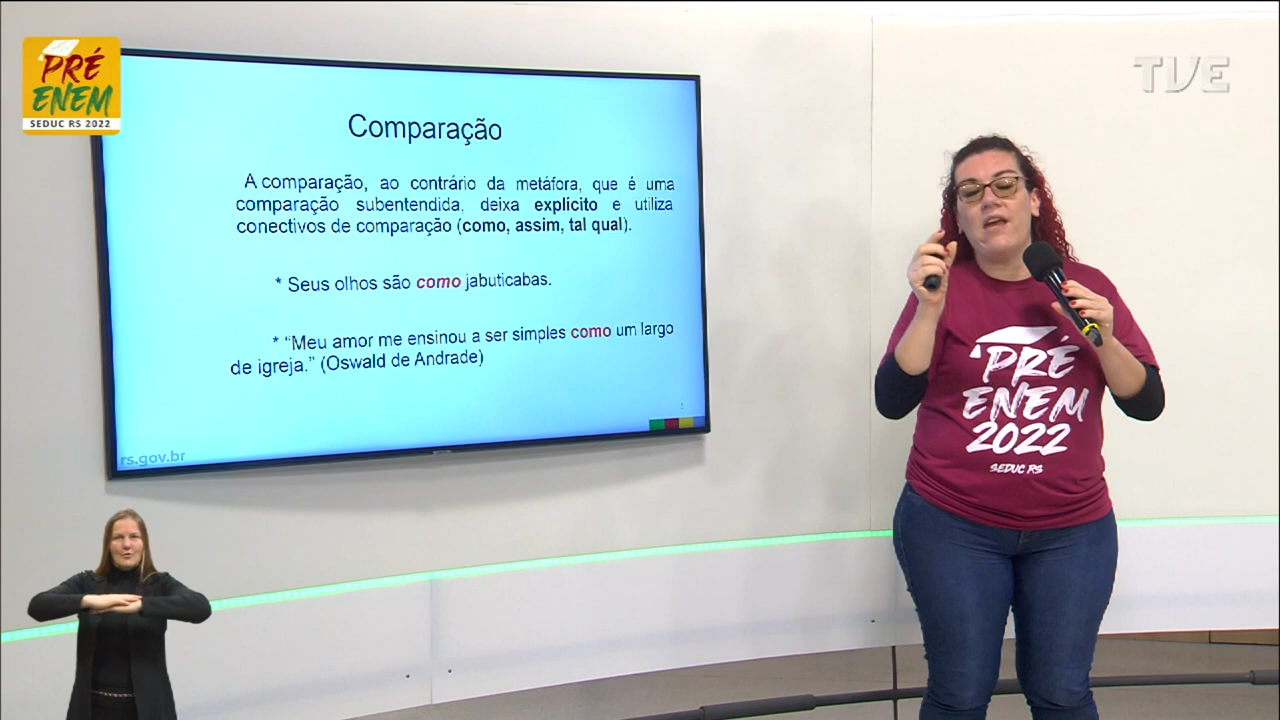 PRÉ
ENEM
SEDUC RS 2022
TVE
Comparação
A comparação, ao contrário da metáfora, que é uma
comparação subentendida, deixa explícito e utiliza
conectivos de comparação (como, assim, tal qual).
* Seus olhos são como jabuticabas.
* “Meu amor me ensinou a ser simples como um largo
de igreja.” (Oswald de Andrade)
rs.gov.br
PRÉ
ENEM
2022
SEDUC RS